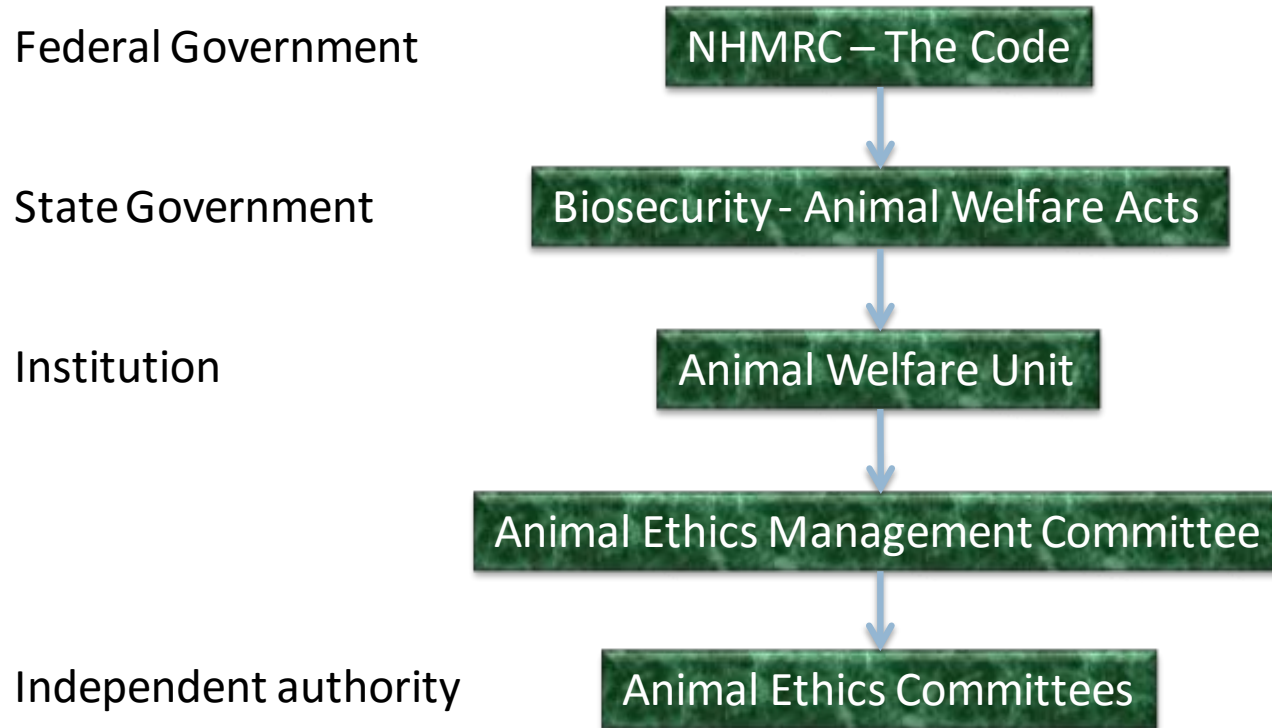 Federal Government
NHMRC – The Code
State Government
Biosecurity - Animal Welfare Acts
Institution
Animal Welfare Unit
Animal Ethics Management Committee
Independent authority
Animal Ethics Committees